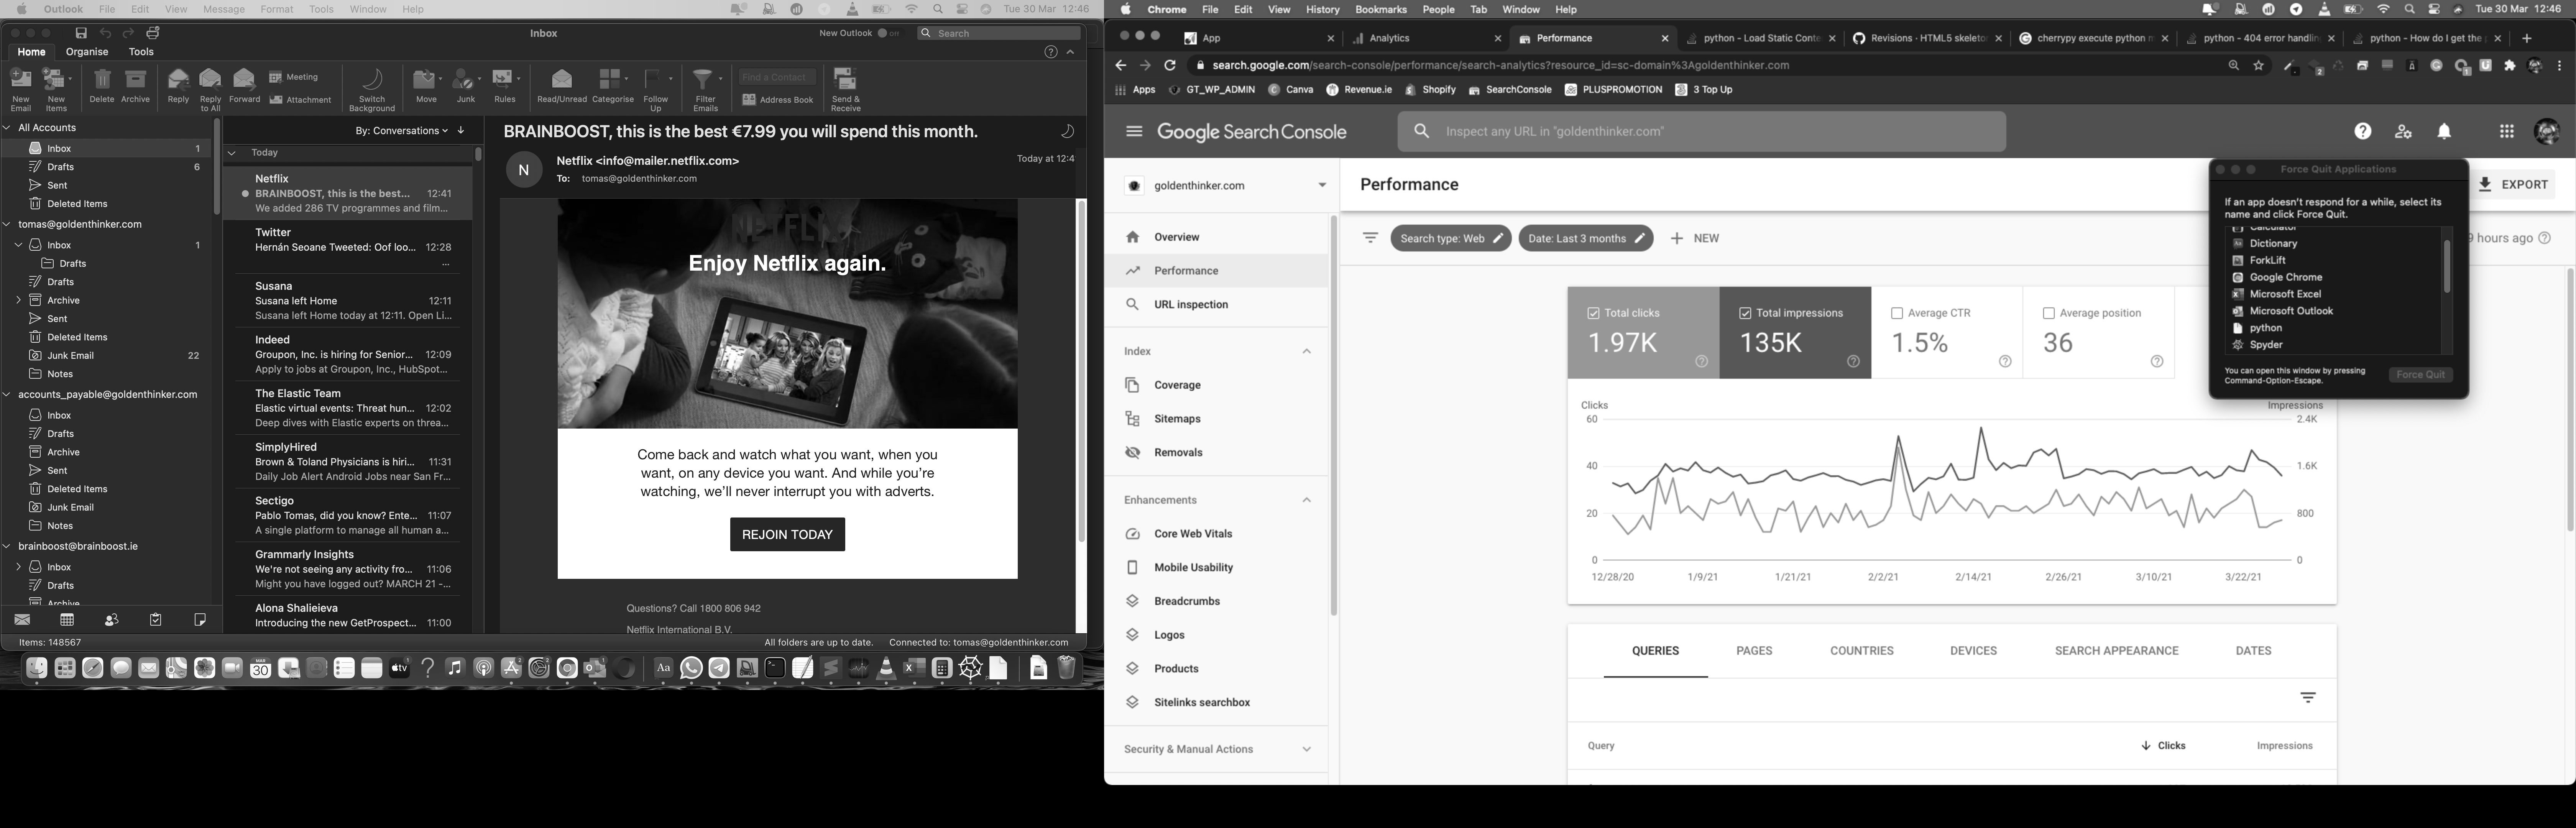 Outlook File Edit View Message Format Tools Window Help Tue 30 Mar 12:46
Inbox New Outlook Search
Home Organise Tools
New Email New Items Delete Archive Reply Reply to All Forward Meeting Attachment Switch Background Move Junk Rules Read/Unread Categorise Follow Up Filter Emails Find a Contact Address Book Send & Receive
All Accounts
Inbox 1
Drafts 6
Sent
Deleted Items
tomas@goldenthinker.com
Inbox 1
Drafts
Drafts
Archive
Sent
Deleted Items
Junk Email 22
Notes
accounts_payable@goldenthinker.com
Inbox
Drafts
Archive
Sent
Deleted Items
Junk Email
Notes
brainboost@brainboost.ie
Inbox
Drafts
Archive
Items: 148567
By: Conversations
Today
Netflix
BRAINBOOST, this is the best... 12:41
We added 286 TV programmes and film...
Twitter
Hernán Seoane Tweeted: Oof loo... 12:28
...
Susana
Susana left Home 12:11
Susana left Home today at 12:11. Open Li...
Indeed
Groupon, Inc. is hiring for Senior... 12:09
Apply to jobs at Groupon, Inc., HubSpot...
The Elastic Team
Elastic virtual events: Threat hun... 12:02
Deep dives with Elastic experts on threa...
SimplyHired
Brown & Toland Physicians is hiri... 11:31
Daily Job Alert Android Jobs near San Fr...
Sectigo
Pablo Tomas, did you know? Ente... 11:07
A single platform to manage all human a...
Grammarly Insights
We're not seeing any activity fro... 11:06
Might you have logged out? MARCH 21 -...
Alona Shalieieva
Introducing the new GetProspect... 11:00
BRAINBOOST, this is the best €7.99 you will spend this month.
N
Netflix <info@mailer.netflix.com> Today at 12:4
To: tomas@goldenthinker.com
NETFLIX
Enjoy Netflix again.
Come back and watch what you want, when you
want, on any device you want. And while you're
watching, we'll never interrupt you with adverts.
REJOIN TODAY
Questions? Call 1800 806 942
Netflix International B.V.
All folders are up to date. Connected to: tomas@goldenthinker.com
MAR 30 tv Aa
Chrome File Edit View History Bookmarks People Tab Window Help Tue 30 Mar 12:46
App Analytics Performance python - Load Static Conte Revisions · HTML5 skeleto cherrypy execute python python - 404 error handlin python - How do I get the
search.google.com/search-console/performance/search-analytics?resource_id=sc-domain%3Agoldenthinker.com
Apps GT_WP_ADMIN Canva Revenue.ie Shopify SearchConsole PLUSPROMOTION 3 Top Up
Google Search Console Inspect any URL in "goldenthinker.com"
goldenthinker.com
Overview
Performance
URL inspection
Index
Coverage
Sitemaps
Removals
Enhancements
Core Web Vitals
Mobile Usability
Breadcrumbs
Logos
Products
Sitelinks searchbox
Security & Manual Actions
Performance EXPORT
Search type: Web Date: Last 3 months NEW 9 hours ago
Total clicks Total impressions Average CTR Average position
1.97K 135K 1.5% 36
Clicks Impressions
60 2.4K
40 1.6K
20 800
0 0
12/28/20 1/9/21 1/21/21 2/2/21 2/14/21 2/26/21 3/10/21 3/22/21
QUERIES PAGES COUNTRIES DEVICES SEARCH APPEARANCE DATES
Query Clicks Impressions
Force Quit Applications
If an app doesn't respond for a while, select its
name and click Force Quit.
Calculator
Dictionary
ForkLift
Google Chrome
Microsoft Excel
Microsoft Outlook
python
Spyder
You can open this window by pressing
Command-Option-Escape.
Force Quit